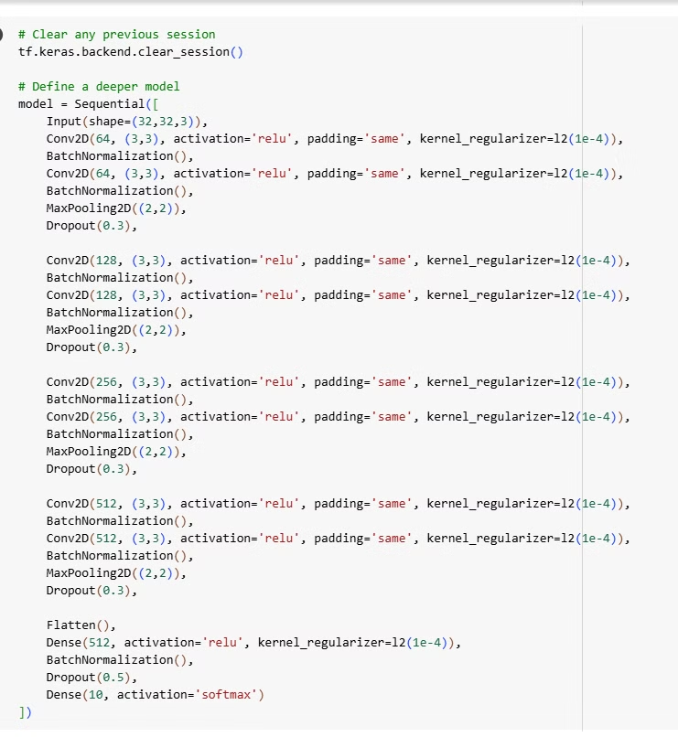 # Clear any previous session
tf.keras.backend.clear_session()

# Define a deeper model
model = Sequential([
    Input(shape=(32,32,3)),
    Conv2D(64, (3,3), activation='relu', padding='same', kernel_regularizer=l2(1e-4)),
    BatchNormalization(),
    Conv2D(64, (3,3), activation='relu', padding='same', kernel_regularizer=l2(1e-4)),
    BatchNormalization(),
    MaxPooling2D((2,2)),
    Dropout(0.3),

    Conv2D(128, (3,3), activation='relu', padding='same', kernel_regularizer=l2(1e-4)),
    BatchNormalization(),
    Conv2D(128, (3,3), activation='relu', padding='same', kernel_regularizer=l2(1e-4)),
    BatchNormalization(),
    MaxPooling2D((2,2)),
    Dropout(0.3),

    Conv2D(256, (3,3), activation='relu', padding='same', kernel_regularizer=l2(1e-4)),
    BatchNormalization(),
    Conv2D(256, (3,3), activation='relu', padding='same', kernel_regularizer=l2(1e-4)),
    BatchNormalization(),
    MaxPooling2D((2,2)),
    Dropout(0.3),

    Conv2D(512, (3,3), activation='relu', padding='same', kernel_regularizer=l2(1e-4)),
    BatchNormalization(),
    Conv2D(512, (3,3), activation='relu', padding='same', kernel_regularizer=l2(1e-4)),
    BatchNormalization(),
    MaxPooling2D((2,2)),
    Dropout(0.3),

    Flatten(),
    Dense(512, activation='relu', kernel_regularizer=l2(1e-4)),
    BatchNormalization(),
    Dropout(0.5),
    Dense(10, activation='softmax')
])